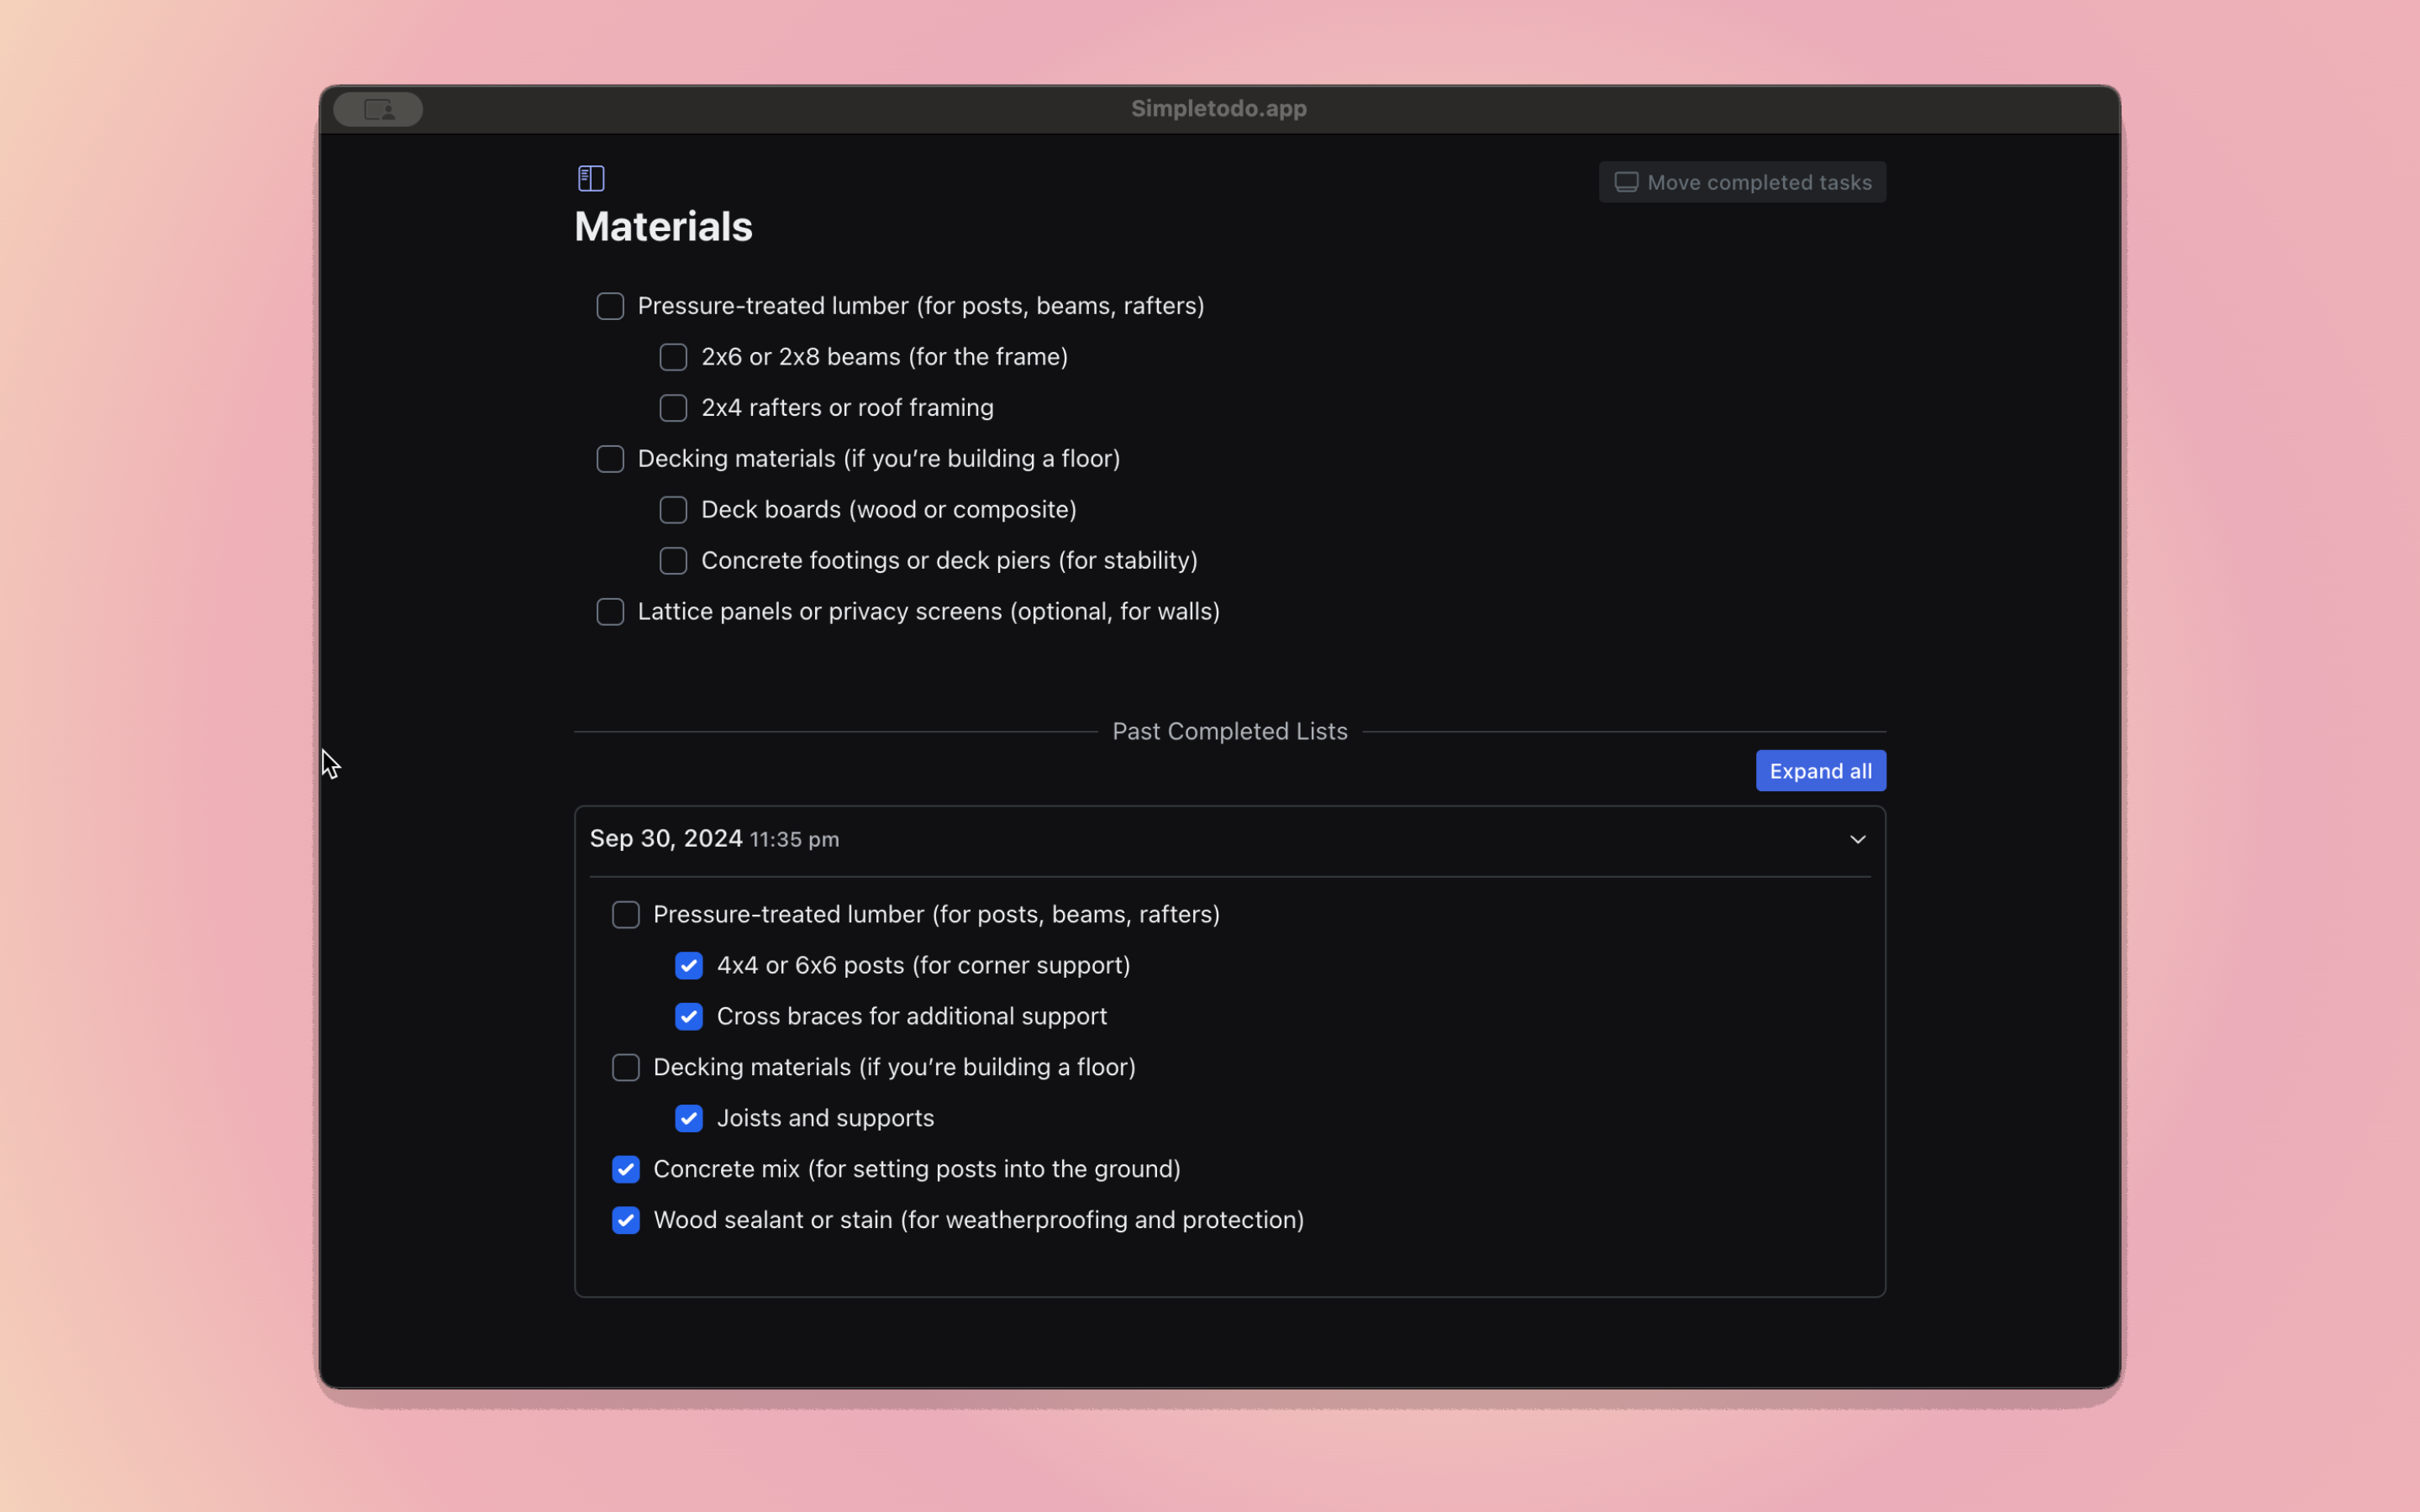 Simpletodo.app
Move completed tasks
Materials
Pressure-treated lumber (for posts, beams, rafters)
2x6 or 2x8 beams (for the frame)
2x4 rafters or roof framing
Decking materials (if you’re building a floor)
Deck boards (wood or composite)
Concrete footings or deck piers (for stability)
Lattice panels or privacy screens (optional, for walls)
Past Completed Lists
Expand all
Sep 30, 2024 11:35 pm
Pressure-treated lumber (for posts, beams, rafters)
4x4 or 6x6 posts (for corner support)
Cross braces for additional support
Decking materials (if you’re building a floor)
Joists and supports
Concrete mix (for setting posts into the ground)
Wood sealant or stain (for weatherproofing and protection)